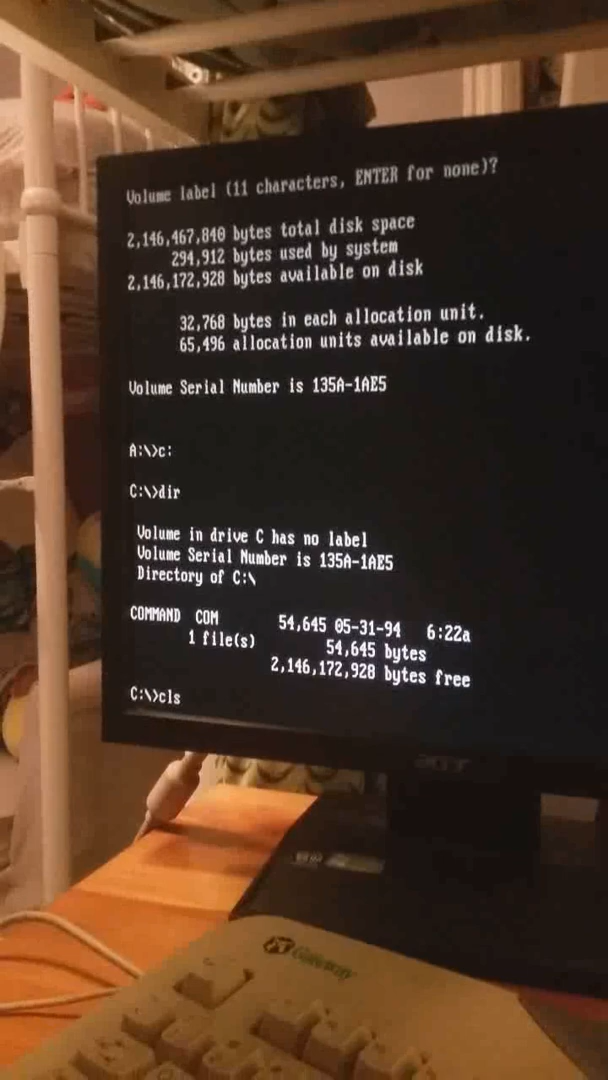 Volume label (11 characters, ENTER for none)?
2,146,467,840 bytes total disk space
294,912 bytes used by system
2,146,172,928 bytes available on disk
32,768 bytes in each allocation unit.
65,496 allocation units available on disk.
Volume Serial Number is 135A-1AE5
A:\>c:
C:\>dir
Volume in drive C has no label
Volume Serial Number is 135A-1AE5
Directory of C:\
COMMAND COM 54,645 05-31-94 6:22a
1 file(s) 54,645 bytes
2,146,172,928 bytes free
C:\>cls
acer
Gateway